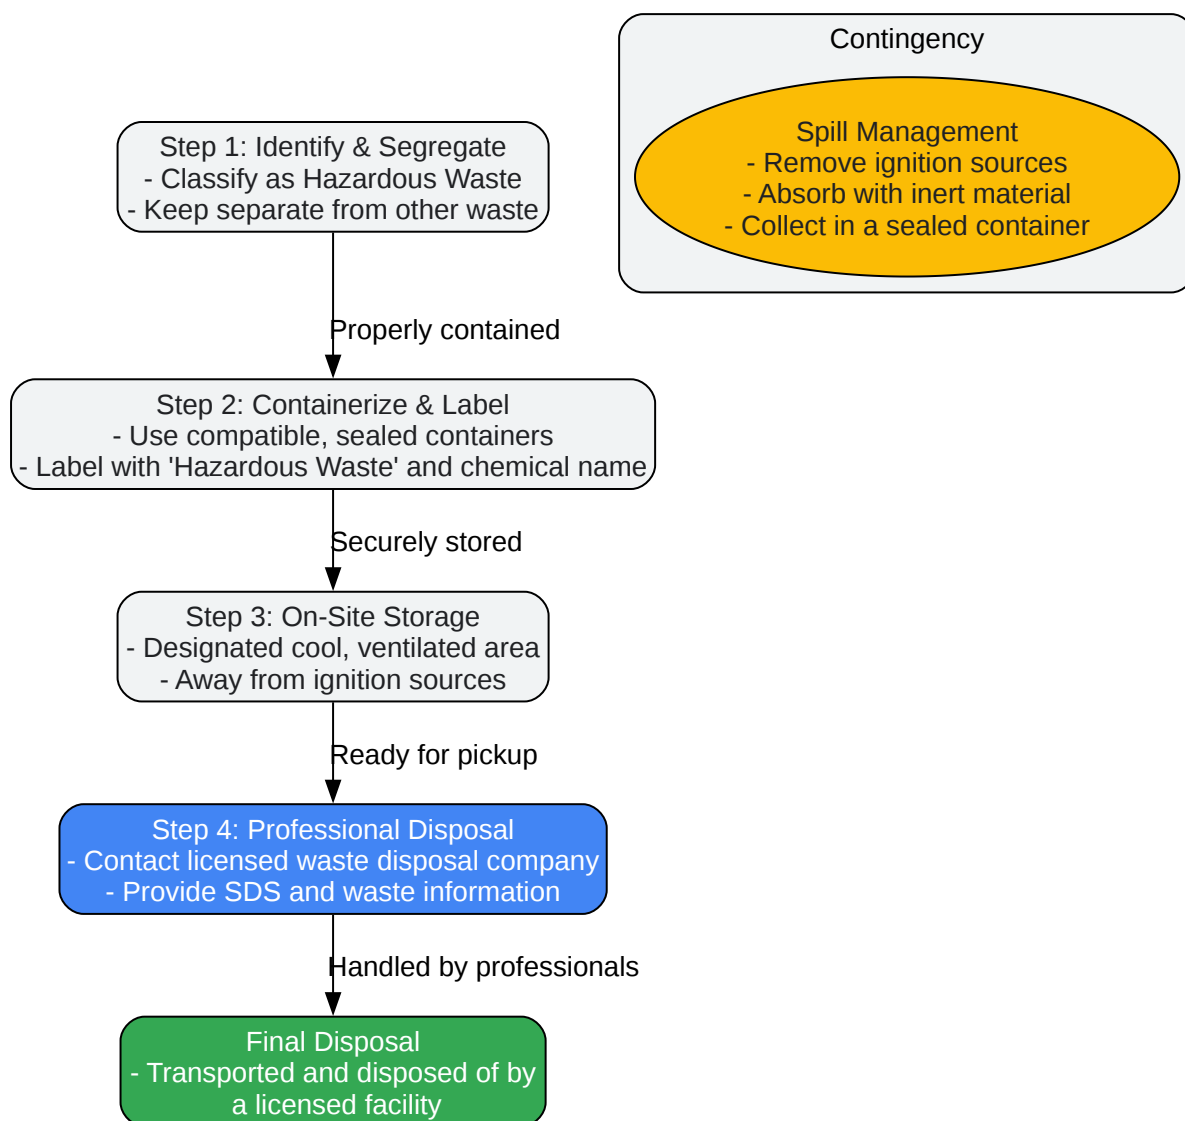 Contingency
Spill Management
- Remove ignition sources
- Absorb with inert material
- Collect in a sealed container
Step 1: Identify & Segregate
- Classify as Hazardous Waste
- Keep separate from other waste
Properly contained
Step 2: Containerize & Label
- Use compatible, sealed containers
- Label with 'Hazardous Waste' and chemical name
Securely stored
Step 3: On-Site Storage
- Designated cool, ventilated area
- Away from ignition sources
Ready for pickup
Step 4: Professional Disposal
- Contact licensed waste disposal company
- Provide SDS and waste information
Handled by professionals
Final Disposal
- Transported and disposed of by
a licensed facility